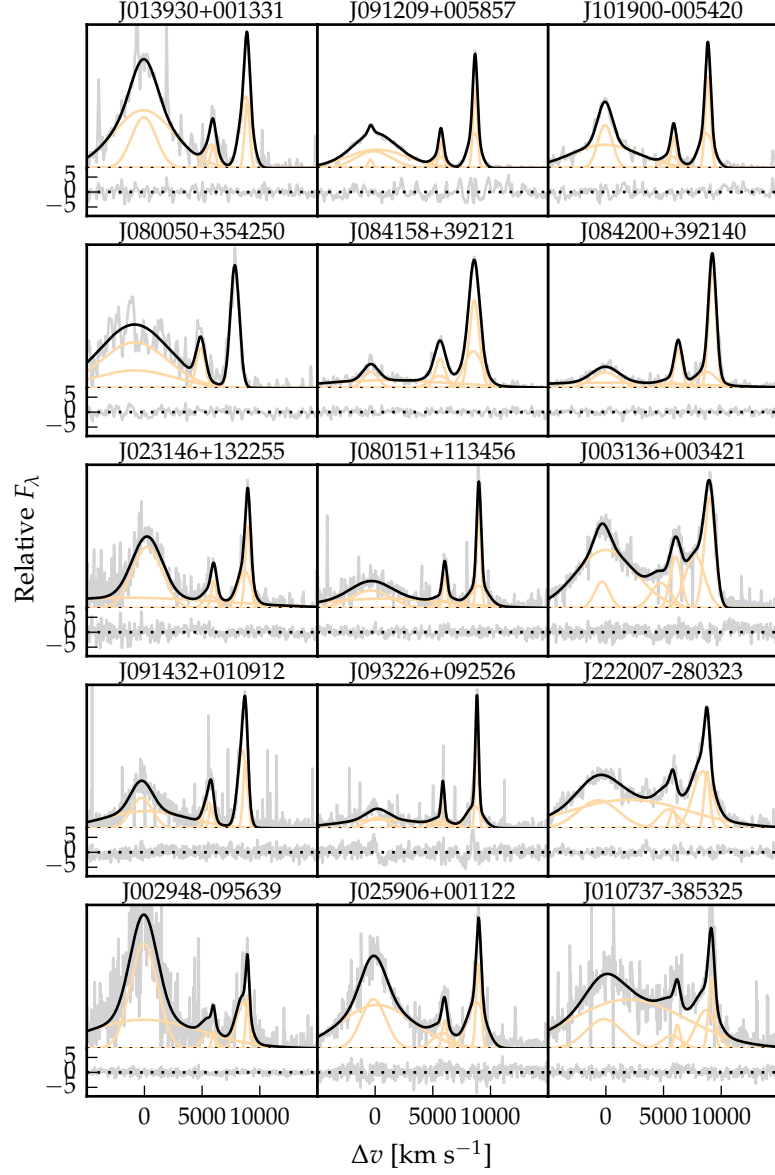 J013930+001331 J091209+005857 J101900-005420
5
0
−5
J080050+354250 J084158+392121 J084200+392140
5
0
−5
J023146+132255 J080151+113456 J003136+003421
5
0
−5
J091432+010912 J093226+092526 J222007-280323
5
0
−5
J002948-095639 J025906+001122 J010737-385325
5
0
−5
0 5000 10000 0 5000 10000 0 5000 10000
Δv [km s⁻¹]
Relative Fλ